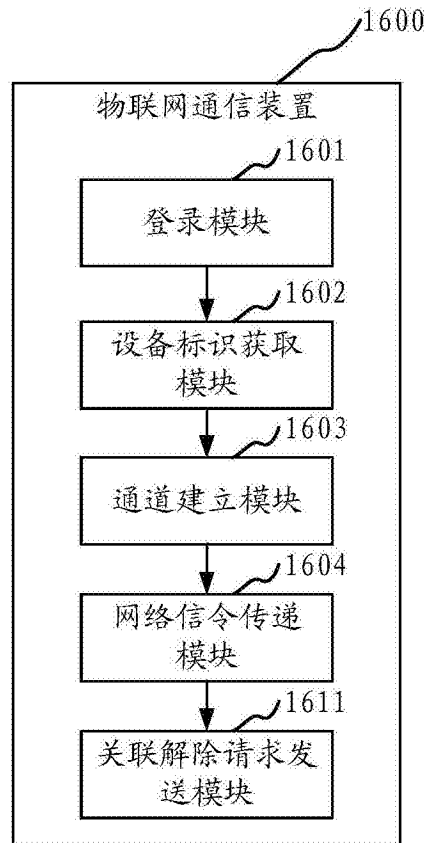 1600
物联网通信装置
1601
登录模块
1602
设备标识获取
模块
1603
通道建立模块
1604
网络信令传递
模块
1611
关联解除请求发
送模块